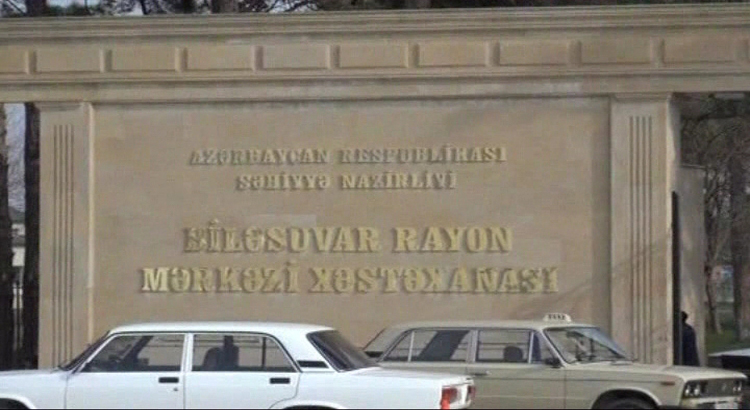 AZƏRBAYCAN RESPUBLİKASI
SƏHİYYƏ NAZİRLİYİ
BİLƏSUVAR RAYON
MƏRKƏZİ XƏSTƏXANASI